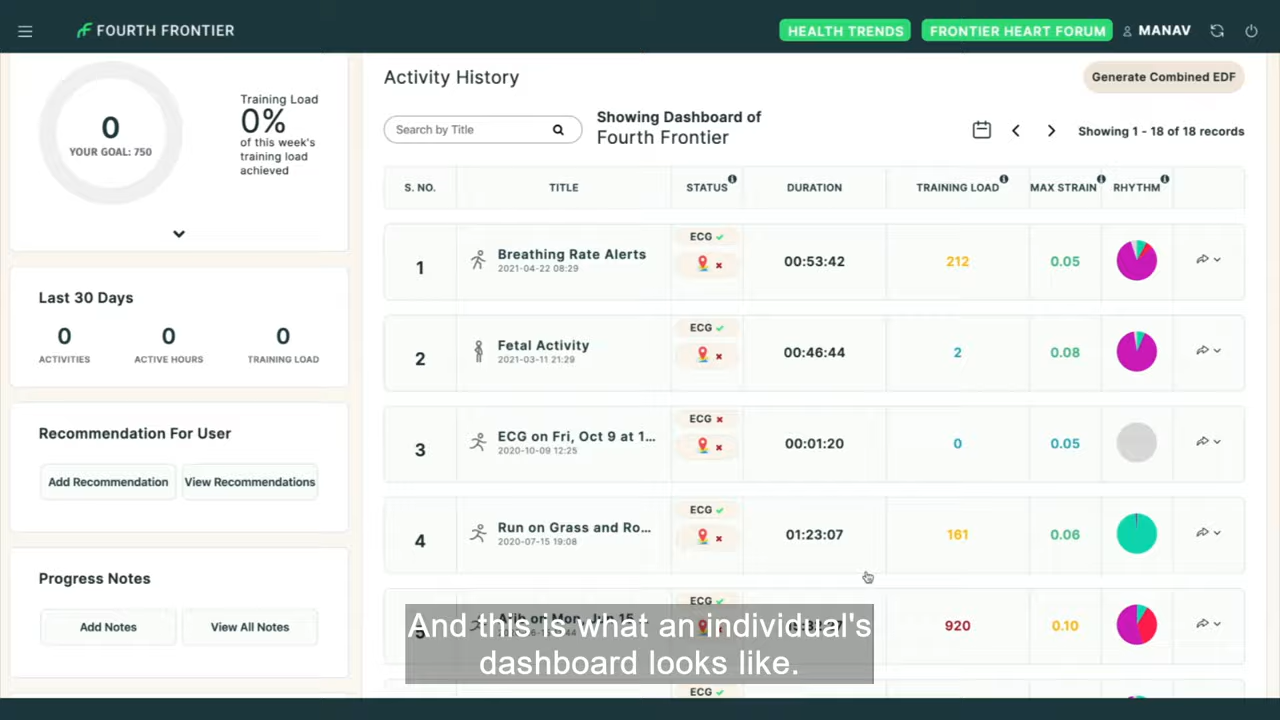 FOURTH FRONTIER
HEALTH TRENDS
FRONTIER HEART FORUM
MANAV
0
YOUR GOAL: 750
Training Load
0%
of this week's
training load
achieved
Last 30 Days
0 0 0
ACTIVITIES ACTIVE HOURS TRAINING LOAD
Recommendation For User
Add Recommendation View Recommendations
Progress Notes
Add Notes View All Notes
Activity History
Generate Combined EDF
Search by Title
Showing Dashboard of
Fourth Frontier
Showing 1 - 18 of 18 records
S. NO. TITLE STATUS DURATION TRAINING LOAD MAX STRAIN RHYTHM
1 Breathing Rate Alerts ECG 00:53:42 212 0.05
2021-04-22 08:29
2 Fetal Activity ECG 00:46:44 2 0.08
2021-03-11 21:29
3 ECG on Fri, Oct 9 at 1... ECG 00:01:20 0 0.05
2020-10-09 12:25
4 Run on Grass and Ro... ECG 01:23:07 161 0.06
2020-07-15 19:08
5 ECG 920 0.10
ECG
And this is what an individual's
dashboard looks like.